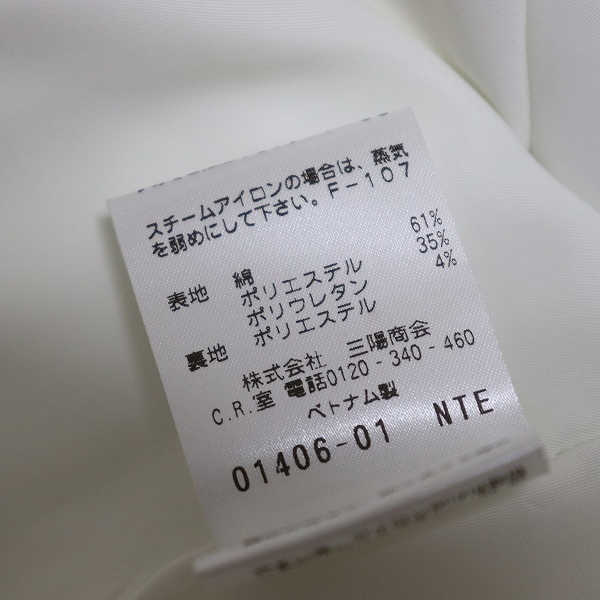 スチームアイロンの場合は、蒸気
を弱めにして下さい。F-107
表地 綿 61%
ポリエステル 35%
ポリウレタン 4%
裏地 ポリエステル
株式会社 三陽商会
C.R.室 電話0120-340-460
ベトナム製
01406-01 NTE